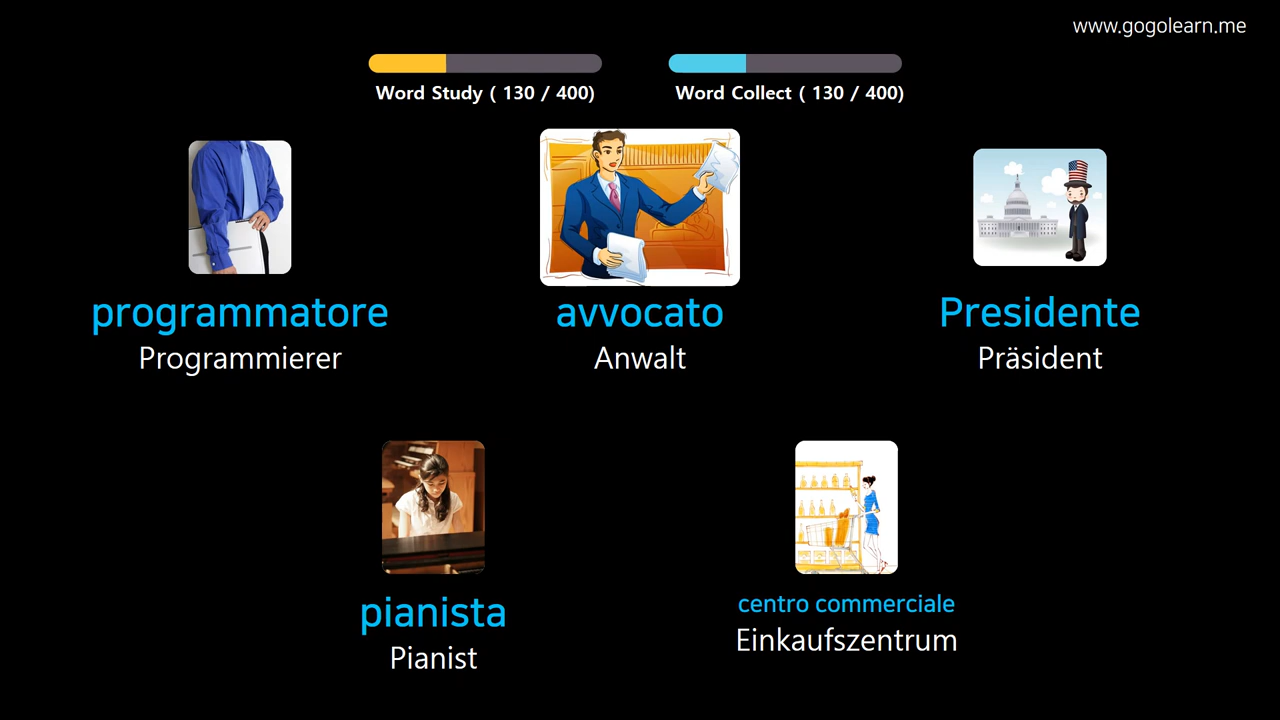 www.gogolearn.me
Word Study ( 130 / 400)
Word Collect ( 130 / 400)
programmatore
Programmierer
avvocato
Anwalt
Presidente
Präsident
pianista
Pianist
centro commerciale
Einkaufszentrum